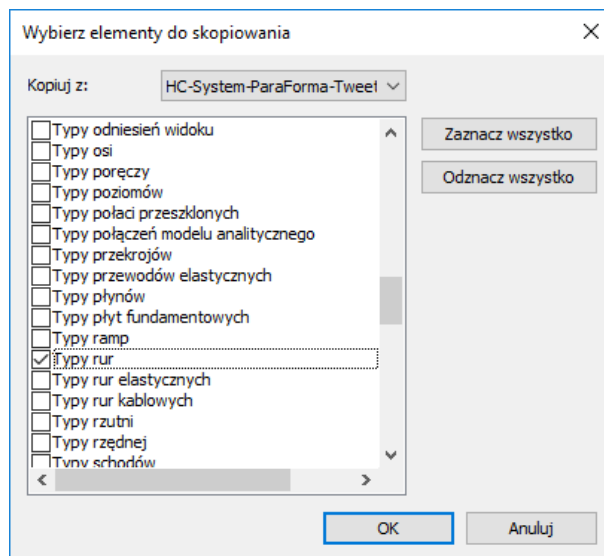 Wybierz elementy do skopiowania
Kopiuj z:
HC-System-ParaForma-Tweet
Typy odniesień widoku
Typy osi
Typy poręczy
Typy poziomów
Typy połaci przeszklonych
Typy połączeń modelu analitycznego
Typy przekrojów
Typy przewodów elastycznych
Typy płynów
Typy płyt fundamentowych
Typy ramp
Typy rur
Typy rur elastycznych
Typy rur kablowych
Typy rzutni
Typy rzędnej
Typy schodów
Zaznacz wszystko
Odznacz wszystko
OK
Anuluj